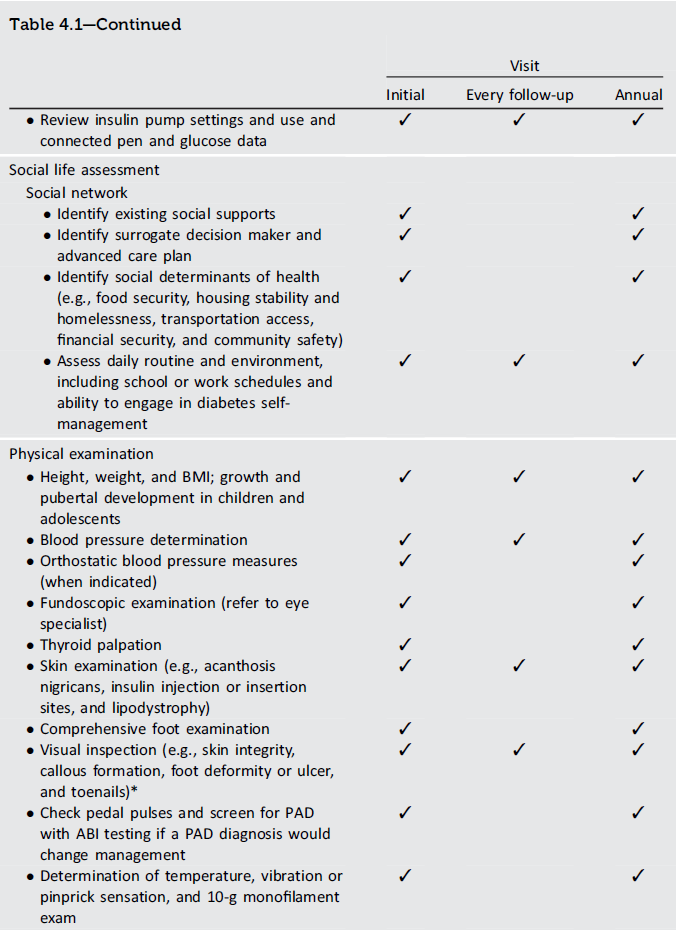 Table 4.1—Continued
Visit
Initial Every follow-up Annual
• Review insulin pump settings and use and ✓ ✓ ✓
connected pen and glucose data
Social life assessment
Social network
• Identify existing social supports ✓ ✓
• Identify surrogate decision maker and ✓ ✓
advanced care plan
• Identify social determinants of health ✓ ✓
(e.g., food security, housing stability and
homelessness, transportation access,
financial security, and community safety)
• Assess daily routine and environment, ✓ ✓ ✓
including school or work schedules and
ability to engage in diabetes self-
management
Physical examination
• Height, weight, and BMI; growth and ✓ ✓ ✓
pubertal development in children and
adolescents
• Blood pressure determination ✓ ✓ ✓
• Orthostatic blood pressure measures ✓ ✓
(when indicated)
• Fundoscopic examination (refer to eye ✓ ✓
specialist)
• Thyroid palpation ✓ ✓
• Skin examination (e.g., acanthosis ✓ ✓ ✓
nigricans, insulin injection or insertion
sites, and lipodystrophy)
• Comprehensive foot examination ✓ ✓
• Visual inspection (e.g., skin integrity, ✓ ✓ ✓
callous formation, foot deformity or ulcer,
and toenails)*
• Check pedal pulses and screen for PAD ✓ ✓
with ABI testing if a PAD diagnosis would
change management
• Determination of temperature, vibration or ✓ ✓
pinprick sensation, and 10-g monofilament
exam